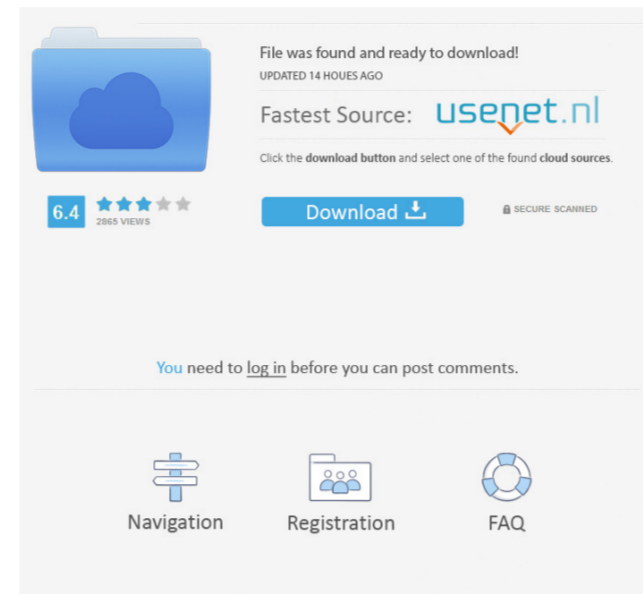 File was found and ready to download!
UPDATED 14 HOUES AGO
Fastest Source: usenet.nl
Click the download button and select one of the found cloud sources.
6.4
2865 VIEWS
Download
SECURE SCANNED
You need to log in before you can post comments.
Navigation
Registration
FAQ